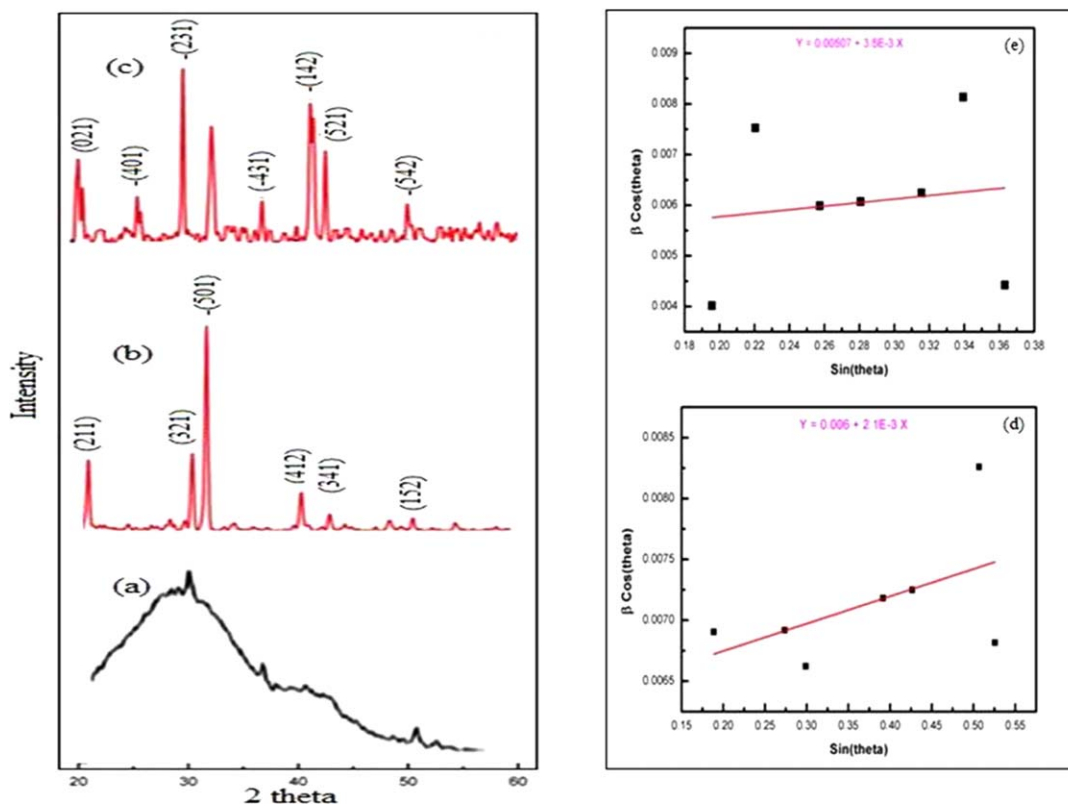 (c)
(021)
-(401)
-(231)
(-431)
-(142)
(521)
-(542)
(b)
(211)
(321)
-(501)
(412)
(341)
(152)
(a)
Intensity
20 30 40 50 60
2 theta
(e)
Y = 0.00507 + 3.5E-3 X
0.009
0.008
0.007
0.006
0.005
0.004
β Cos(theta)
0.18 0.20 0.22 0.24 0.26 0.28 0.30 0.32 0.34 0.36 0.38
Sin(theta)
(d)
Y = 0.006 + 2.1E-3 X
0.0085
0.0080
0.0075
0.0070
0.0065
β Cos(theta)
0.15 0.20 0.25 0.30 0.35 0.40 0.45 0.50 0.55
Sin(theta)